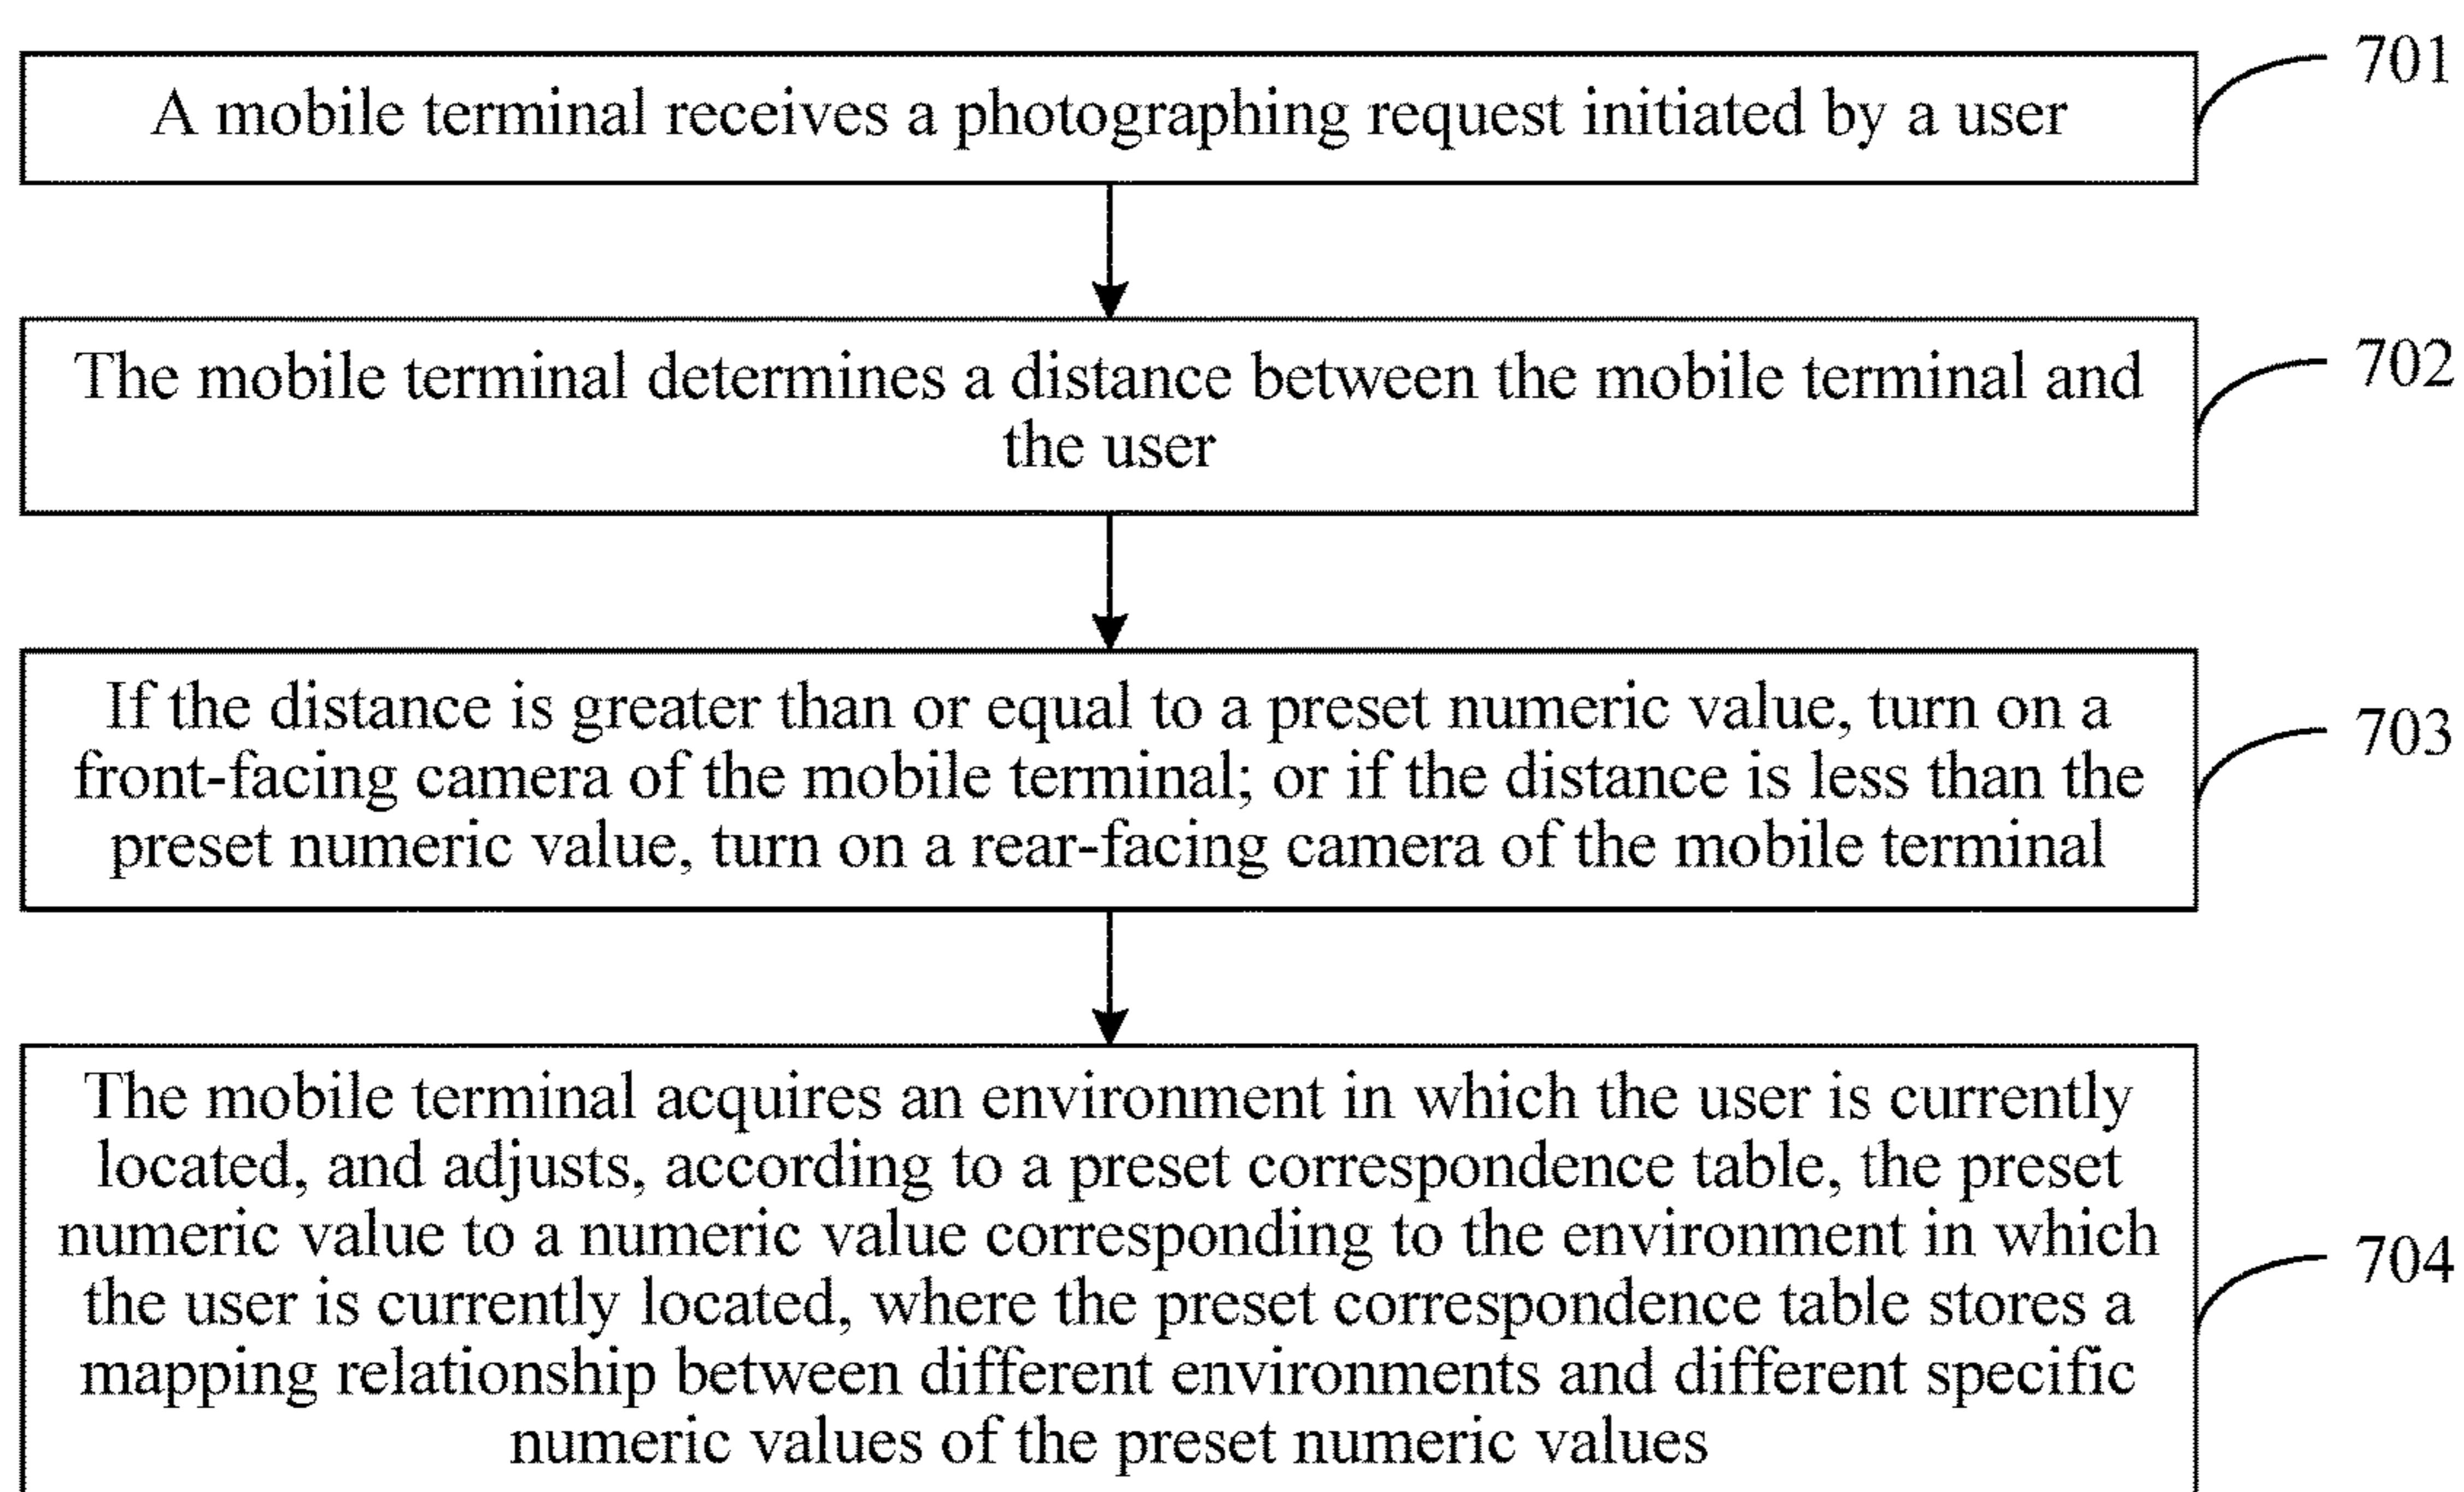 A mobile terminal receives a photographing request initiated by a user
701
The mobile terminal determines a distance between the mobile terminal and
the user
702
If the distance is greater than or equal to a preset numeric value, turn on a
front-facing camera of the mobile terminal; or if the distance is less than the
preset numeric value, turn on a rear-facing camera of the mobile terminal
703
The mobile terminal acquires an environment in which the user is currently
located, and adjusts, according to a preset correspondence table, the preset
numeric value to a numeric value corresponding to the environment in which
the user is currently located, where the preset correspondence table stores a
mapping relationship between different environments and different specific
numeric values of the preset numeric values
704